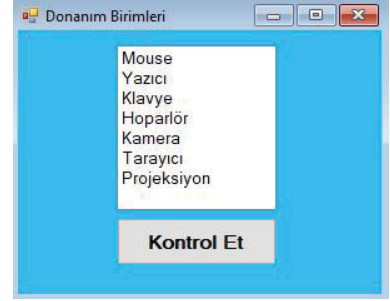 Donanım Birimleri
Mouse
Yazıcı
Klavye
Hoparlör
Kamera
Tarayıcı
Projeksiyon
Kontrol Et